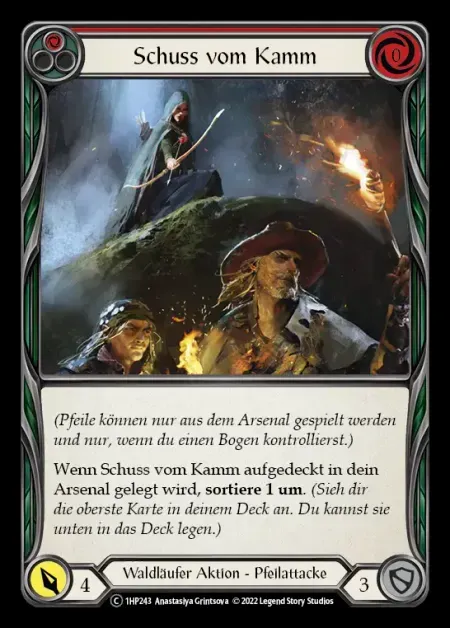 Schuss vom Kamm
0
(Pfeile können nur aus dem Arsenal gespielt werden
und nur, wenn du einen Bogen kontrollierst.)
Wenn Schuss vom Kamm aufgedeckt in dein
Arsenal gelegt wird, sortiere 1 um. (Sieh dir
die oberste Karte in deinem Deck an. Du kannst sie
unten in das Deck legen.)
4
Waldläufer Aktion - Pfeilattacke
3
C 1HP243 Anastasiya Grintsova © 2022 Legend Story Studios